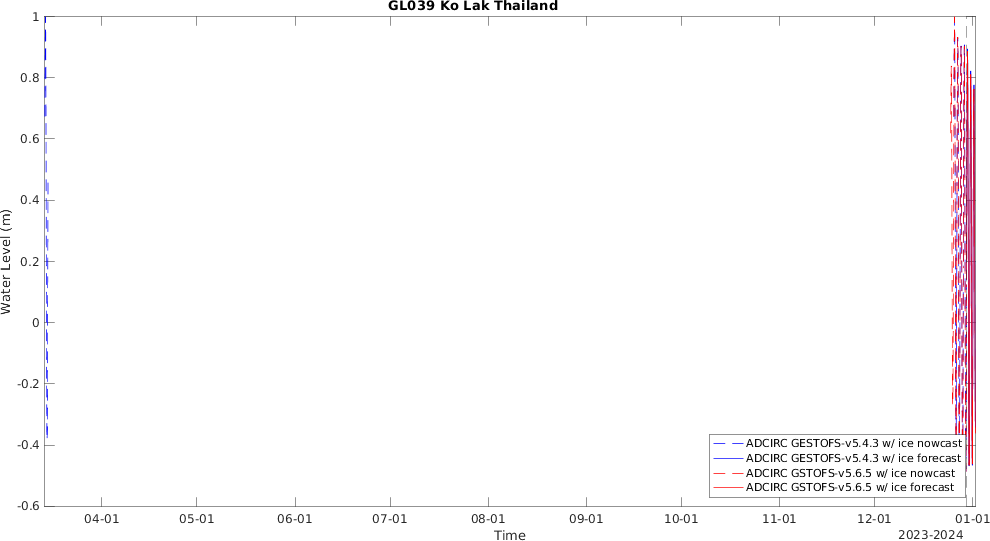 GL039 Ko Lak Thailand
1
0.8
0.6
0.4
0.2
0
-0.2
-0.4
-0.6
Water Level (m)
ADCIRC GESTOFS-v5.4.3 w/ ice nowcast
ADCIRC GESTOFS-v5.4.3 w/ ice forecast
ADCIRC GSTOFS-v5.6.5 w/ ice nowcast
ADCIRC GSTOFS-v5.6.5 w/ ice forecast
04-01 05-01 06-01 07-01 08-01 09-01 10-01 11-01 12-01 01-01
Time
2023-2024